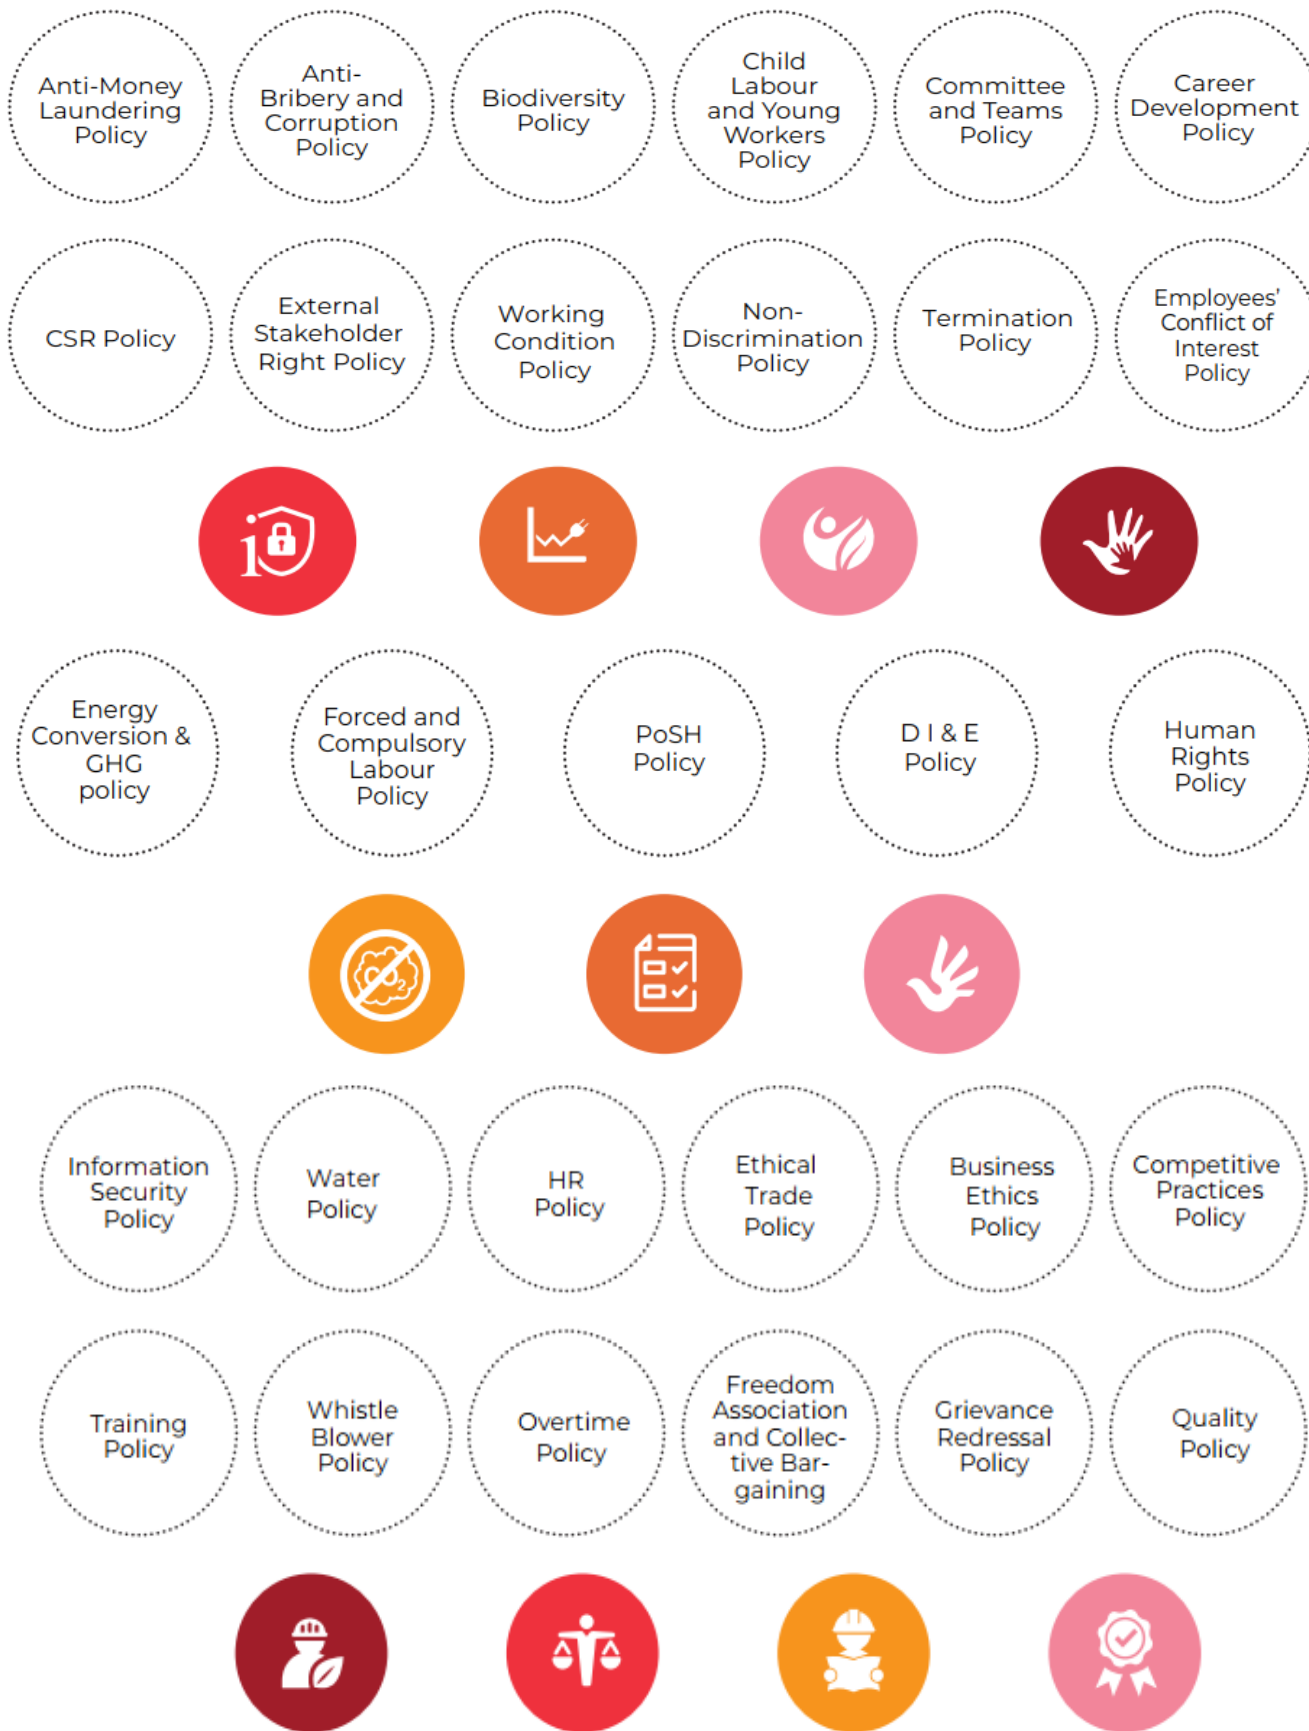 Anti-Money
Laundering
Policy
Anti-
Bribery and
Corruption
Policy
Biodiversity
Policy
Child
Labour
and Young
Workers
Policy
Committee
and Teams
Policy
Career
Development
Policy
CSR Policy
External
Stakeholder
Right Policy
Working
Condition
Policy
Non-
Discrimination
Policy
Termination
Policy
Employees’
Conflict of
Interest
Policy
i
Energy
Conversion &
GHG
policy
Forced and
Compulsory
Labour
Policy
PoSH
Policy
D I & E
Policy
Human
Rights
Policy
CO2
Information
Security
Policy
Water
Policy
HR
Policy
Ethical
Trade
Policy
Business
Ethics
Policy
Competitive
Practices
Policy
Training
Policy
Whistle
Blower
Policy
Overtime
Policy
Freedom
Association
and Collec-
tive Bar-
gaining
Grievance
Redressal
Policy
Quality
Policy